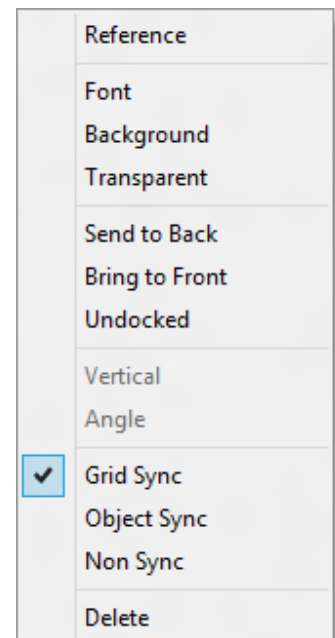 Reference
Font
Background
Transparent
Send to Back
Bring to Front
Undocked
Vertical
Angle
Grid Sync
Object Sync
Non Sync
Delete